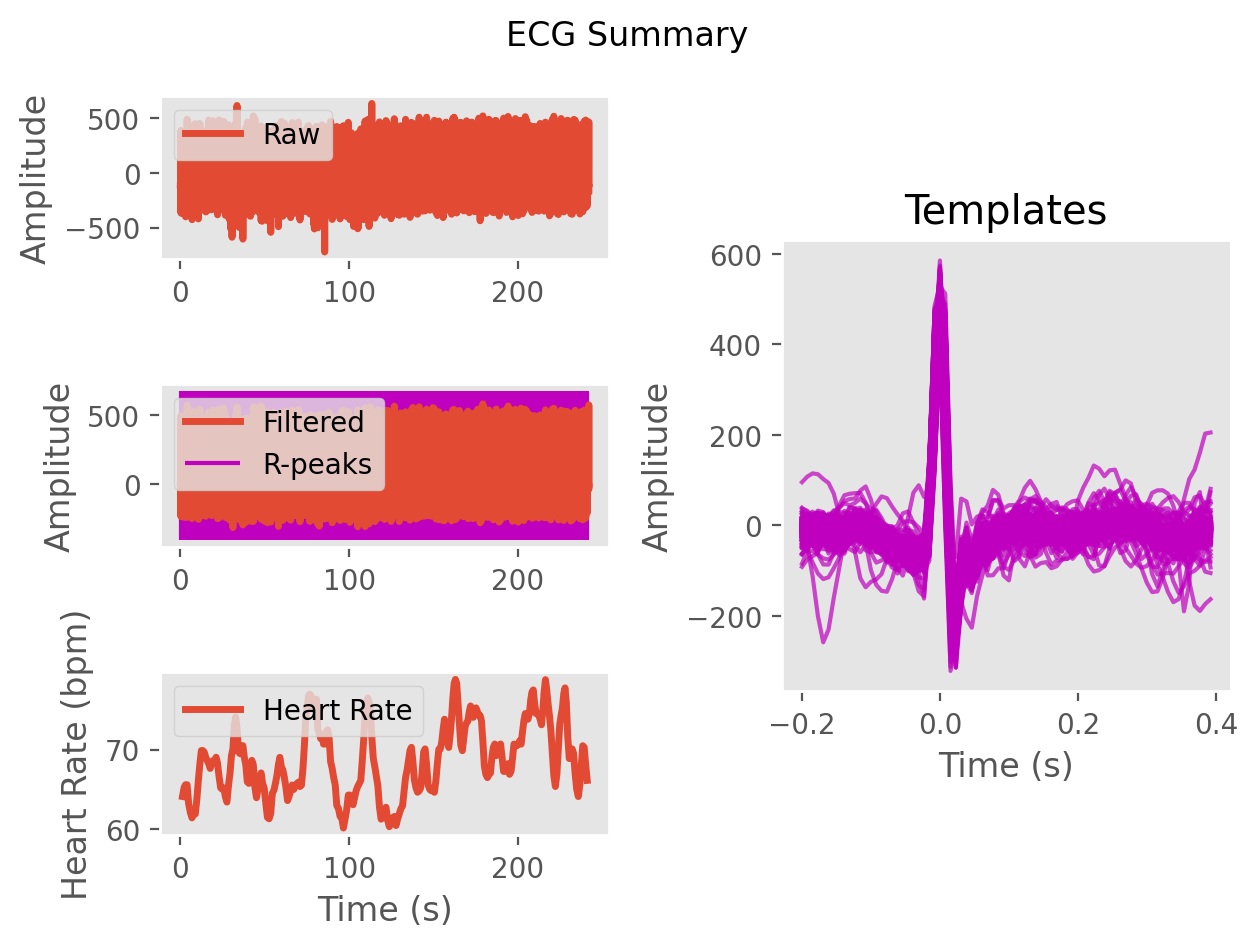 ECG Summary
Amplitude
500
0
−500
Raw
0 100 200
Amplitude
500
0
Filtered
R-peaks
0 100 200
Heart Rate (bpm)
70
60
Heart Rate
0 100 200
Time (s)
Templates
Amplitude
600
400
200
0
−200
−0.2 0.0 0.2 0.4
Time (s)